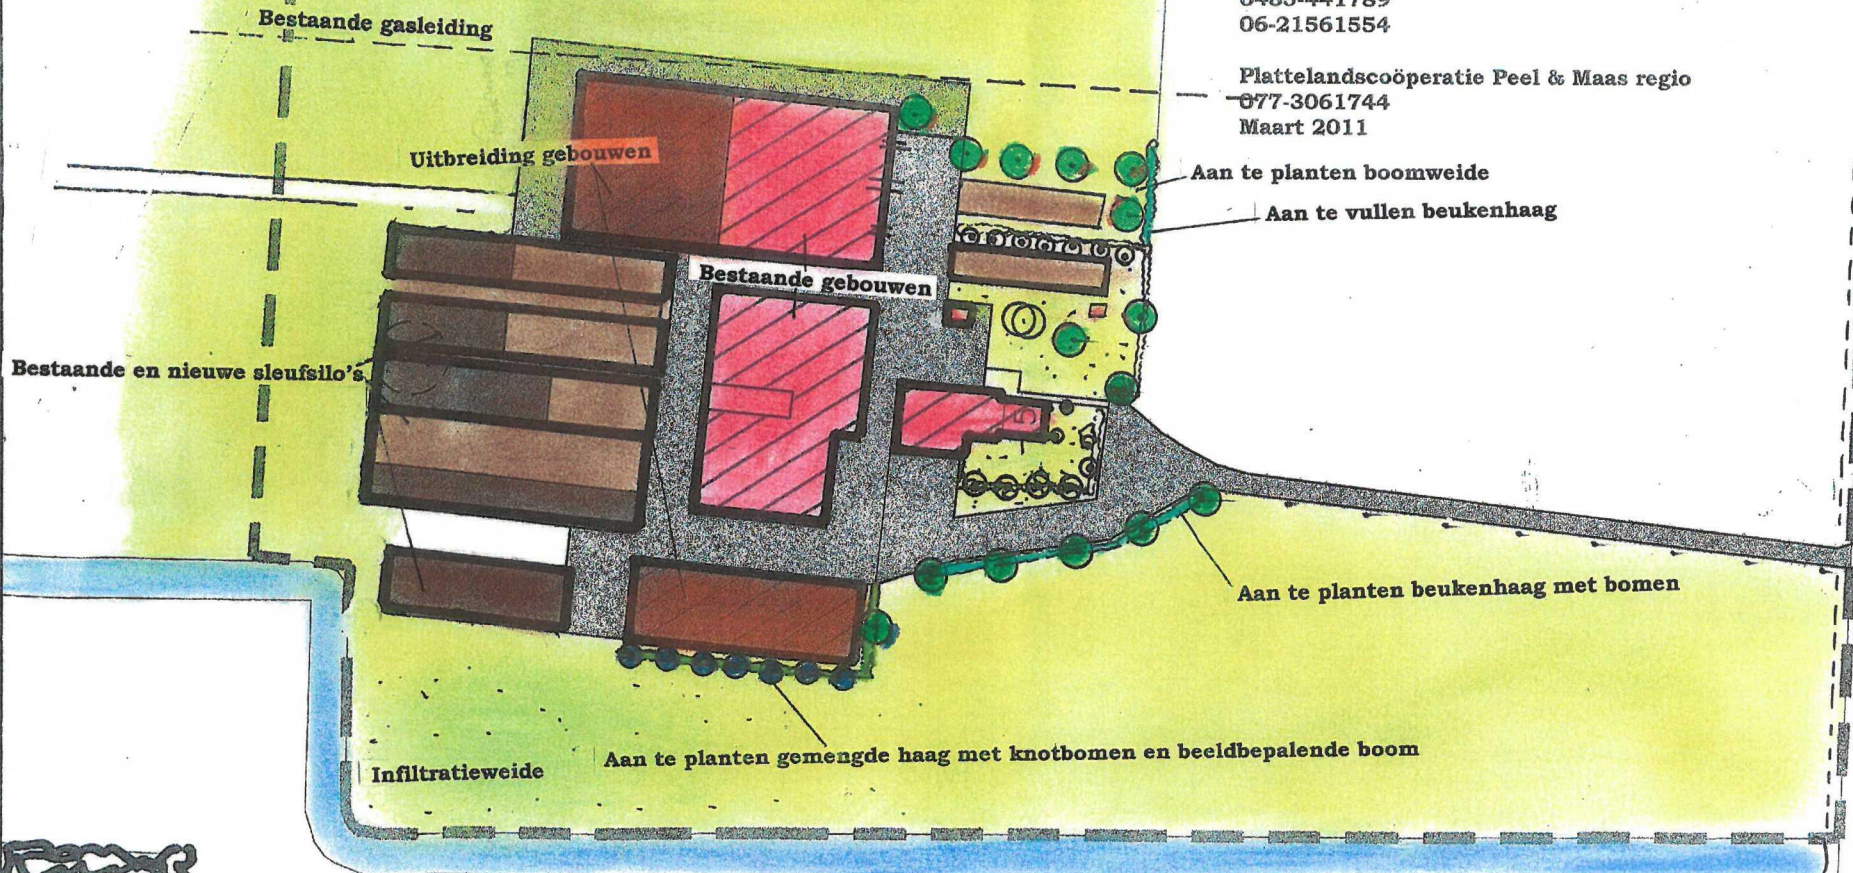 Bestaande gasleiding
06-21561554
Plattelandscoöperatie Peel & Maas regio
077-3061744
Maart 2011
Uitbreiding gebouwen
Aan te planten boomweide
Aan te vullen beukenhaag
Bestaande gebouwen
Bestaande en nieuwe sleufsilo's
5
Aan te planten beukenhaag met bomen
Aan te planten gemengde haag met knotbomen en beeldbepalende boom
Infiltratieweide